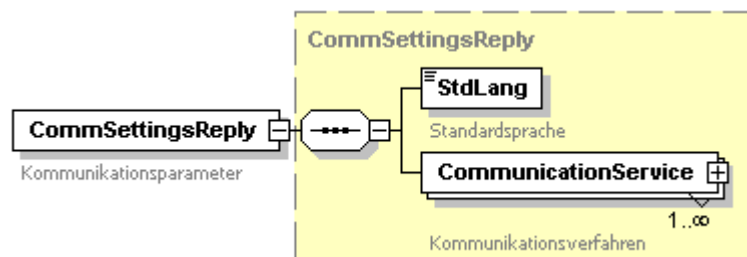 CommSettingsReply
StdLang
Standardsprache
CommSettingsReply
Kommunikationsparameter
CommunicationService
1..∞
Kommunikationsverfahren